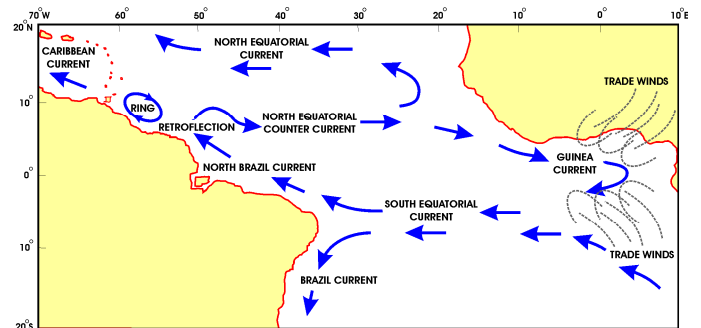 70° 60° 50° 40° 30° 20° 10° 0° 10°E
20°N
CARIBBEAN
CURRENT
NORTH EQUATORIAL
CURRENT
TRADE WINDS
10°
RING
RETROFLECTION
NORTH EQUATORIAL
COUNTER CURRENT
GUINEA
CURRENT
NORTH BRAZIL CURRENT
0°
SOUTH EQUATORIAL
CURRENT
10°
TRADE WINDS
BRAZIL CURRENT
20°S